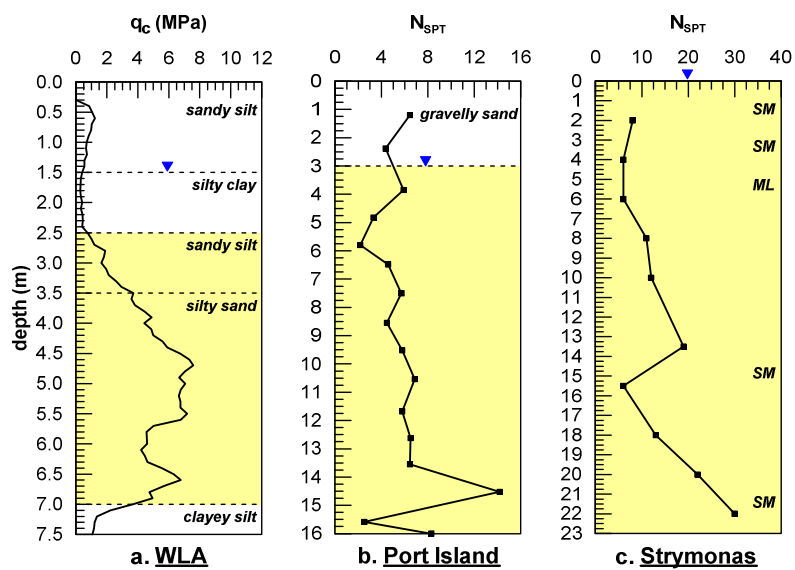 qc (MPa)
0 2 4 6 8 10 12
depth (m)
0.0
0.5
1.0
1.5
2.0
2.5
3.0
3.5
4.0
4.5
5.0
5.5
6.0
6.5
7.0
7.5
sandy silt
silty clay
sandy silt
silty sand
clayey silt
a. WLA
NSPT
0 4 8 12 16
0
1
2
3
4
5
6
7
8
9
10
11
12
13
14
15
16
gravelly sand
b. Port Island
NSPT
0 10 20 30 40
0
1
2
3
4
5
6
7
8
9
10
11
12
13
14
15
16
17
18
19
20
21
22
23
SM
SM
ML
SM
SM
c. Strymonas